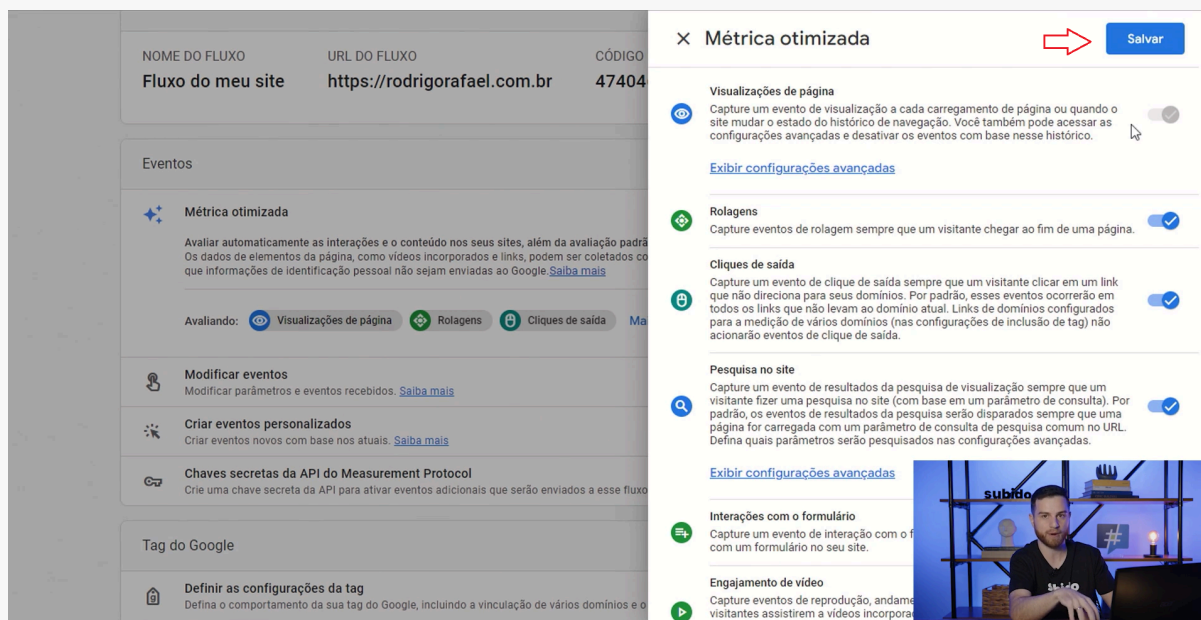 NOME DO FLUXO
URL DO FLUXO
CÓDIGO
Fluxo do meu site
https://rodrigorafael.com.br
47404
Eventos
Métrica otimizada
Avaliar automaticamente as interações e o conteúdo nos seus sites, além da avaliação padrã
Os dados de elementos da página, como vídeos incorporados e links, podem ser coletados co
que informações de identificação pessoal não sejam enviadas ao Google. Saiba mais
Avaliando:
Visualizações de página
Rolagens
Cliques de saída
Ma
Modificar eventos
Modificar parâmetros e eventos recebidos. Saiba mais
Criar eventos personalizados
Criar eventos novos com base nos atuais. Saiba mais
Chaves secretas da API do Measurement Protocol
Crie uma chave secreta da API para ativar eventos adicionais que serão enviados a esse fluxo
Tag do Google
Definir as configurações da tag
Defina o comportamento da sua tag do Google, incluindo a vinculação de vários domínios e o
Métrica otimizada
Salvar
Visualizações de página
Capture um evento de visualização a cada carregamento de página ou quando o
site mudar o estado do histórico de navegação. Você também pode acessar as
configurações avançadas e desativar os eventos com base nesse histórico.
Exibir configurações avançadas
Rolagens
Capture eventos de rolagem sempre que um visitante chegar ao fim de uma página.
Cliques de saída
Capture um evento de clique de saída sempre que um visitante clicar em um link
que não direciona para seus domínios. Por padrão, esses eventos ocorrerão em
todos os links que não levam ao domínio atual. Links de domínios configurados
para a medição de vários domínios (nas configurações de inclusão de tag) não
acionarão eventos de clique de saída.
Pesquisa no site
Capture um evento de resultados da pesquisa de visualização sempre que um
visitante fizer uma pesquisa no site (com base em um parâmetro de consulta). Por
padrão, os eventos de resultados da pesquisa serão disparados sempre que uma
página for carregada com um parâmetro de consulta de pesquisa comum no URL.
Defina quais parâmetros serão pesquisados nas configurações avançadas.
Exibir configurações avançadas
Interações com o formulário
Capture um evento de interação com o f
com um formulário no seu site.
Engajamento de vídeo
Capture eventos de reprodução, andame
visitantes assistirem a vídeos incorpora
subido
#
subido